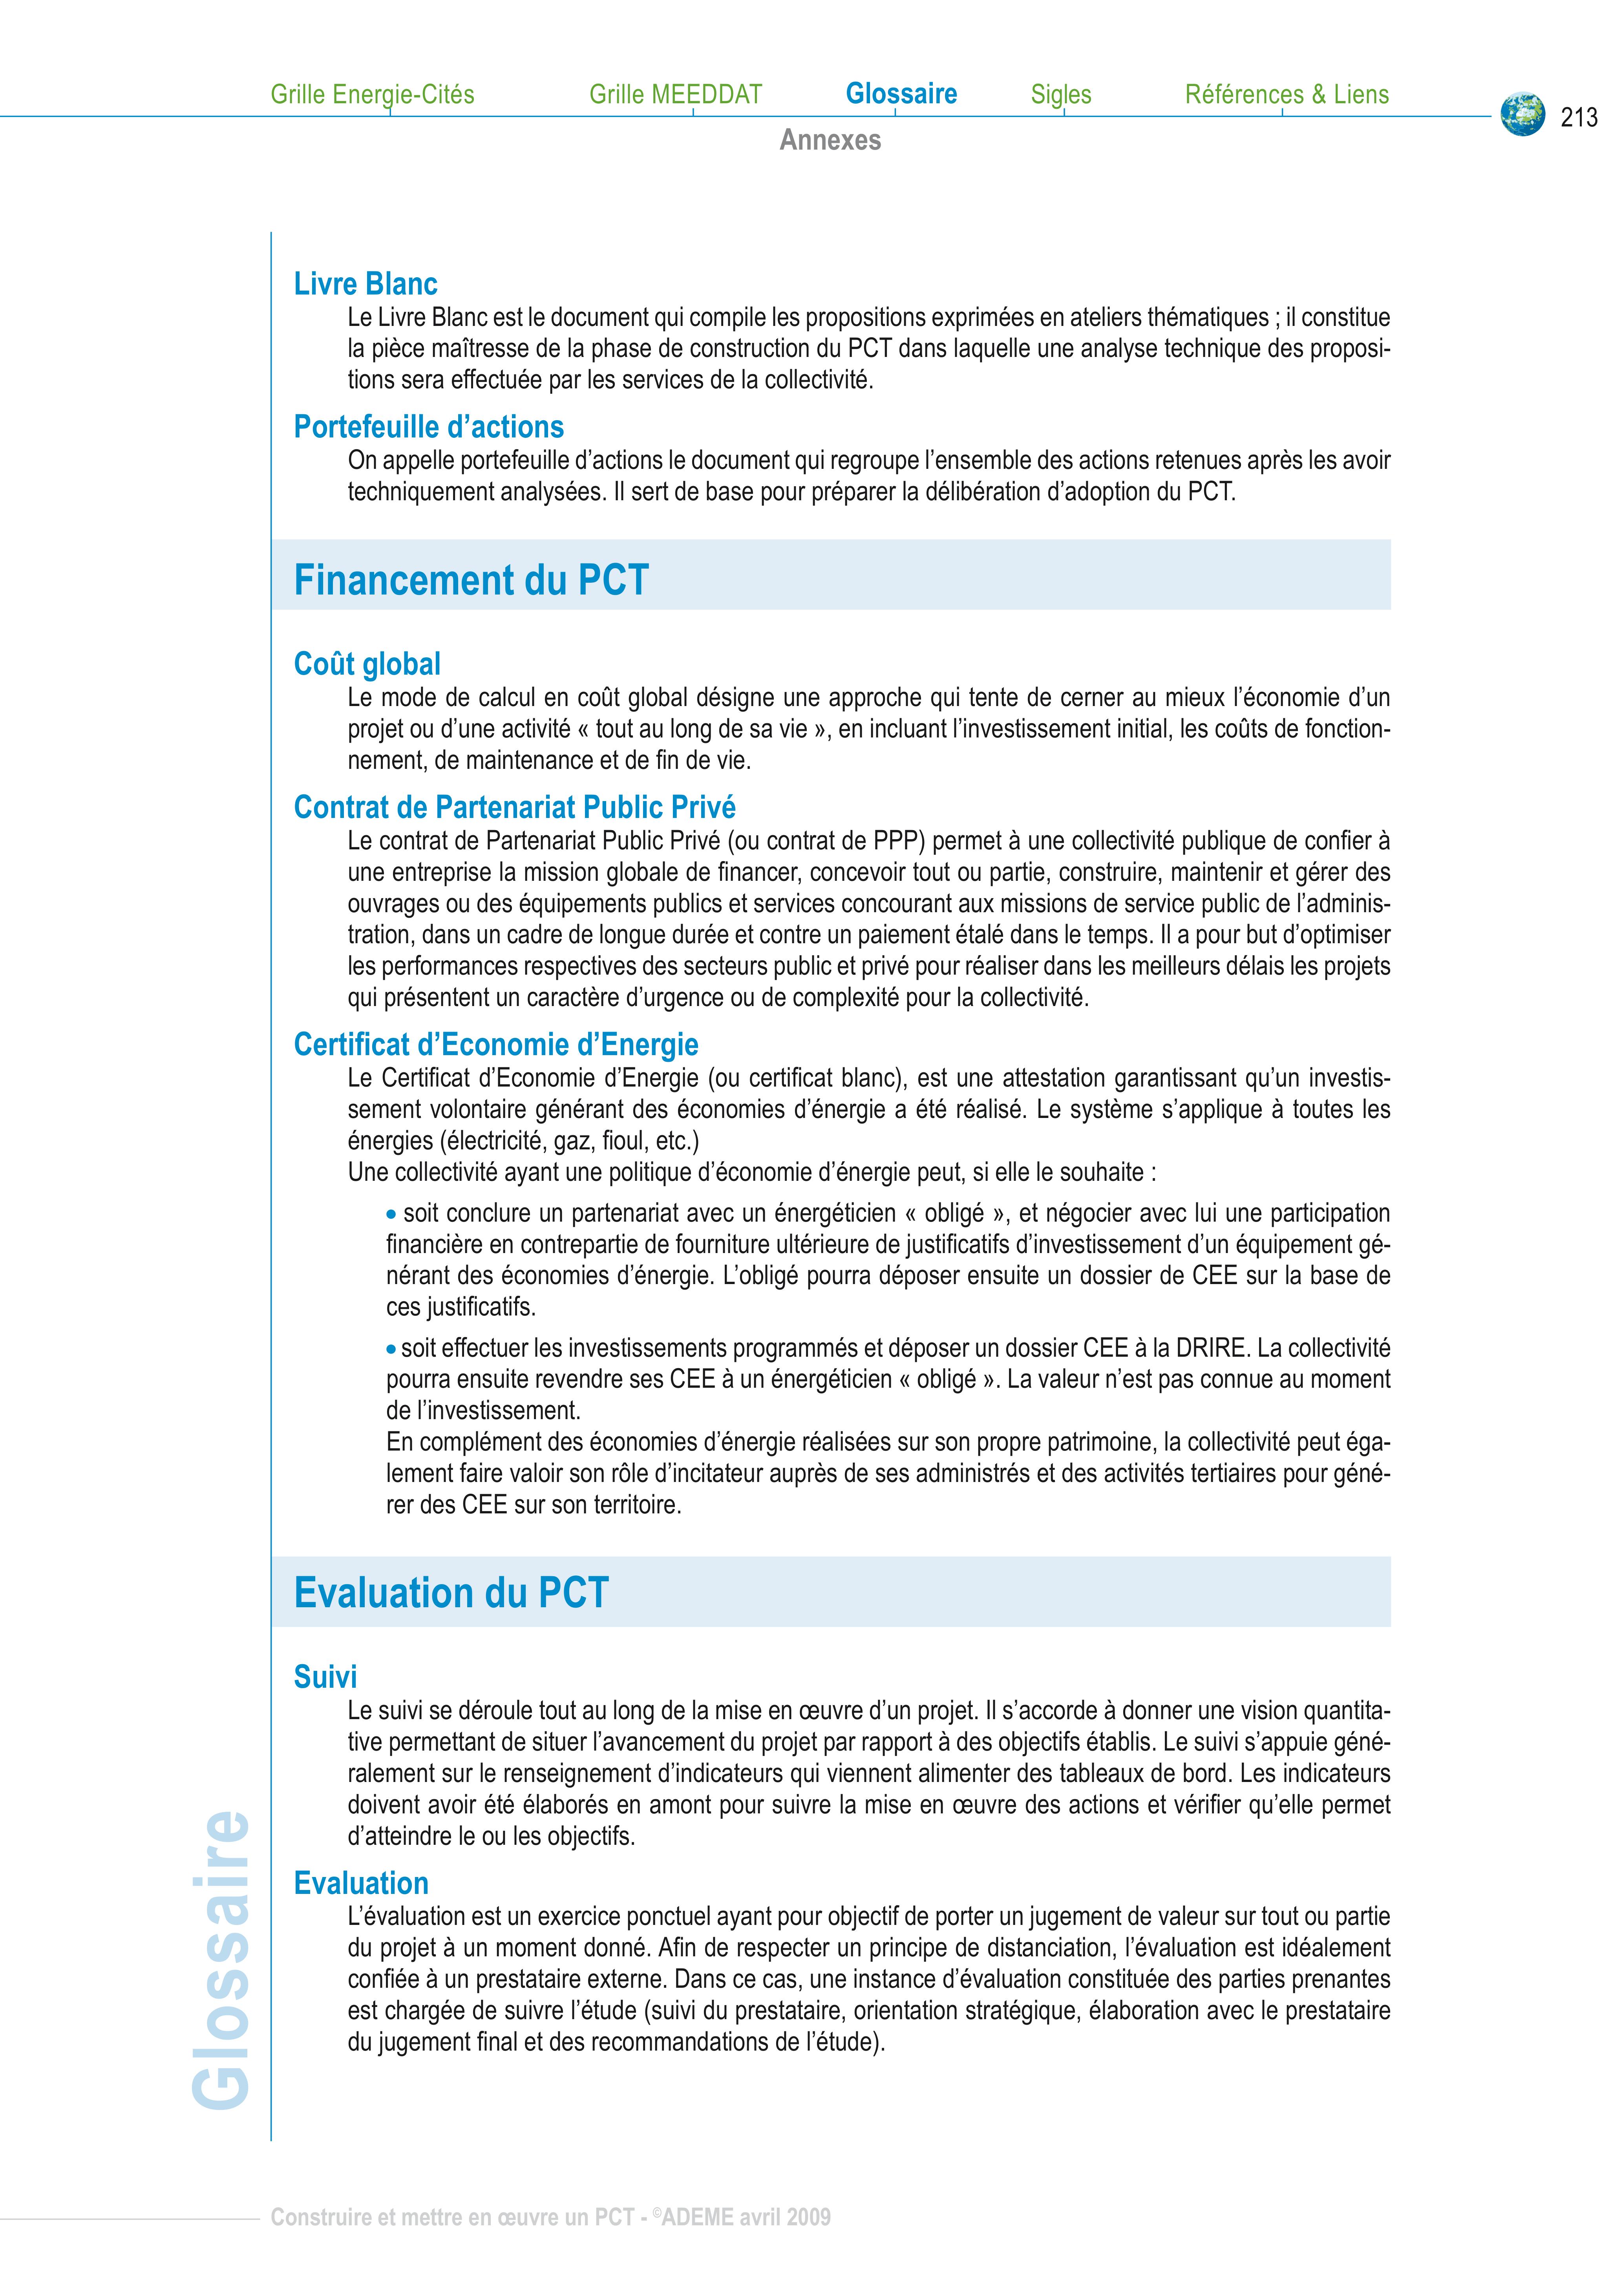 Grille Energie-Cités Grille MEEDDAT Glossaire Sigles Références & Liens
213
Annexes
Livre Blanc
Le Livre Blanc est le document qui compile les propositions exprimées en ateliers thématiques ; il constitue
la pièce maîtresse de la phase de construction du PCT dans laquelle une analyse technique des proposi-
tions sera effectuée par les services de la collectivité.
Portefeuille d’actions
On appelle portefeuille d’actions le document qui regroupe l’ensemble des actions retenues après les avoir
techniquement analysées. Il sert de base pour préparer la délibération d’adoption du PCT.
Financement du PCT
Coût global
Le mode de calcul en coût global désigne une approche qui tente de cerner au mieux l’économie d’un
projet ou d’une activité « tout au long de sa vie », en incluant l’investissement initial, les coûts de fonction-
nement, de maintenance et de fin de vie.
Contrat de Partenariat Public Privé
Le contrat de Partenariat Public Privé (ou contrat de PPP) permet à une collectivité publique de confier à
une entreprise la mission globale de financer, concevoir tout ou partie, construire, maintenir et gérer des
ouvrages ou des équipements publics et services concourant aux missions de service public de l’adminis-
tration, dans un cadre de longue durée et contre un paiement étalé dans le temps. Il a pour but d’optimiser
les performances respectives des secteurs public et privé pour réaliser dans les meilleurs délais les projets
qui présentent un caractère d’urgence ou de complexité pour la collectivité.
Certificat d’Economie d’Energie
Le Certificat d’Economie d’Energie (ou certificat blanc), est une attestation garantissant qu’un investis-
sement volontaire générant des économies d’énergie a été réalisé. Le système s’applique à toutes les
énergies (électricité, gaz, fioul, etc.)
Une collectivité ayant une politique d’économie d’énergie peut, si elle le souhaite :
• soit conclure un partenariat avec un énergéticien « obligé », et négocier avec lui une participation
financière en contrepartie de fourniture ultérieure de justificatifs d’investissement d’un équipement gé-
nérant des économies d’énergie. L’obligé pourra déposer ensuite un dossier de CEE sur la base de
ces justificatifs.
• soit effectuer les investissements programmés et déposer un dossier CEE à la DRIRE. La collectivité
pourra ensuite revendre ses CEE à un énergéticien « obligé ». La valeur n’est pas connue au moment
de l’investissement.
En complément des économies d’énergie réalisées sur son propre patrimoine, la collectivité peut éga-
lement faire valoir son rôle d’incitateur auprès de ses administrés et des activités tertiaires pour géné-
rer des CEE sur son territoire.
Evaluation du PCT
Suivi
Le suivi se déroule tout au long de la mise en œuvre d’un projet. Il s’accorde à donner une vision quantita-
tive permettant de situer l’avancement du projet par rapport à des objectifs établis. Le suivi s’appuie géné-
ralement sur le renseignement d’indicateurs qui viennent alimenter des tableaux de bord. Les indicateurs
doivent avoir été élaborés en amont pour suivre la mise en œuvre des actions et vérifier qu’elle permet
d’atteindre le ou les objectifs.
Evaluation
L’évaluation est un exercice ponctuel ayant pour objectif de porter un jugement de valeur sur tout ou partie
du projet à un moment donné. Afin de respecter un principe de distanciation, l’évaluation est idéalement
confiée à un prestataire externe. Dans ce cas, une instance d’évaluation constituée des parties prenantes
est chargée de suivre l’étude (suivi du prestataire, orientation stratégique, élaboration avec le prestataire
du jugement final et des recommandations de l’étude).
Glossaire
Construire et mettre en œuvre un PCT - ©ADEME avril 2009